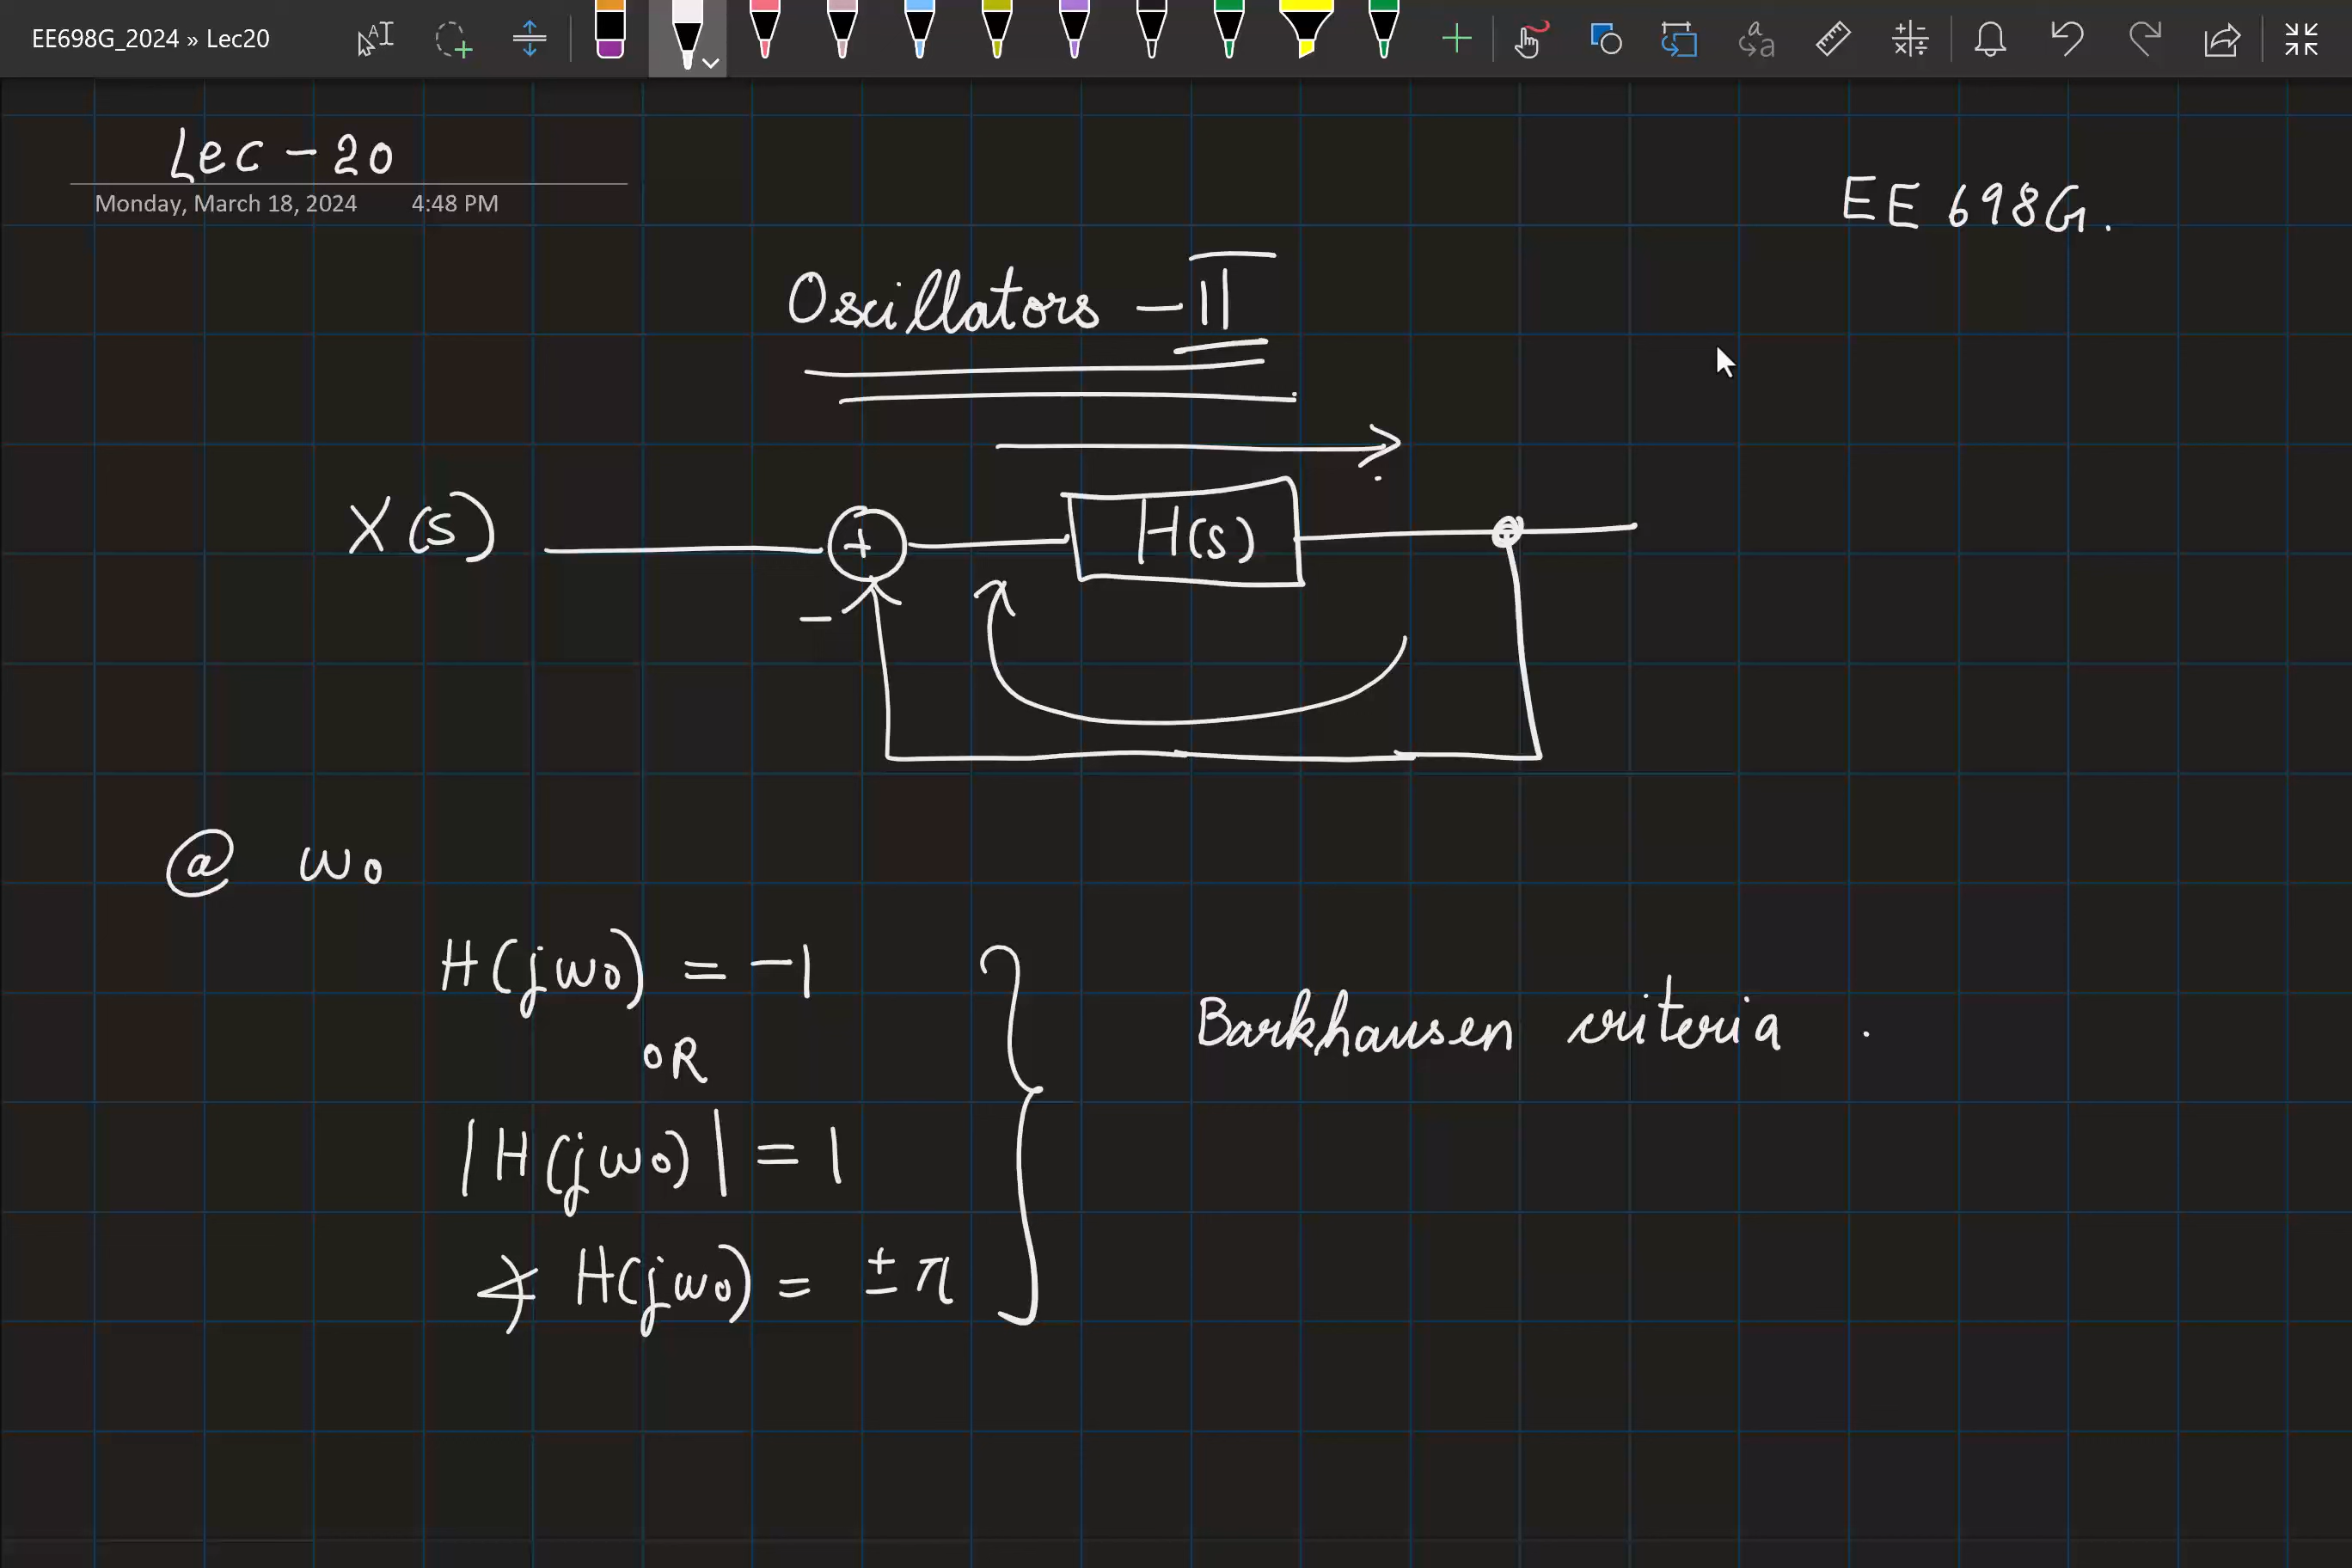 EE698G_2024 » Lec20
Lec - 20
Monday, March 18, 2024 4:48 PM
EE 698G.
Oscillators - II
X(s)
+
H(s)
-
@ ω0
H(jω0) = -1
OR
|H(jω0)| = 1
∡ H(jω0) = ± π
Barkhausen criteria .